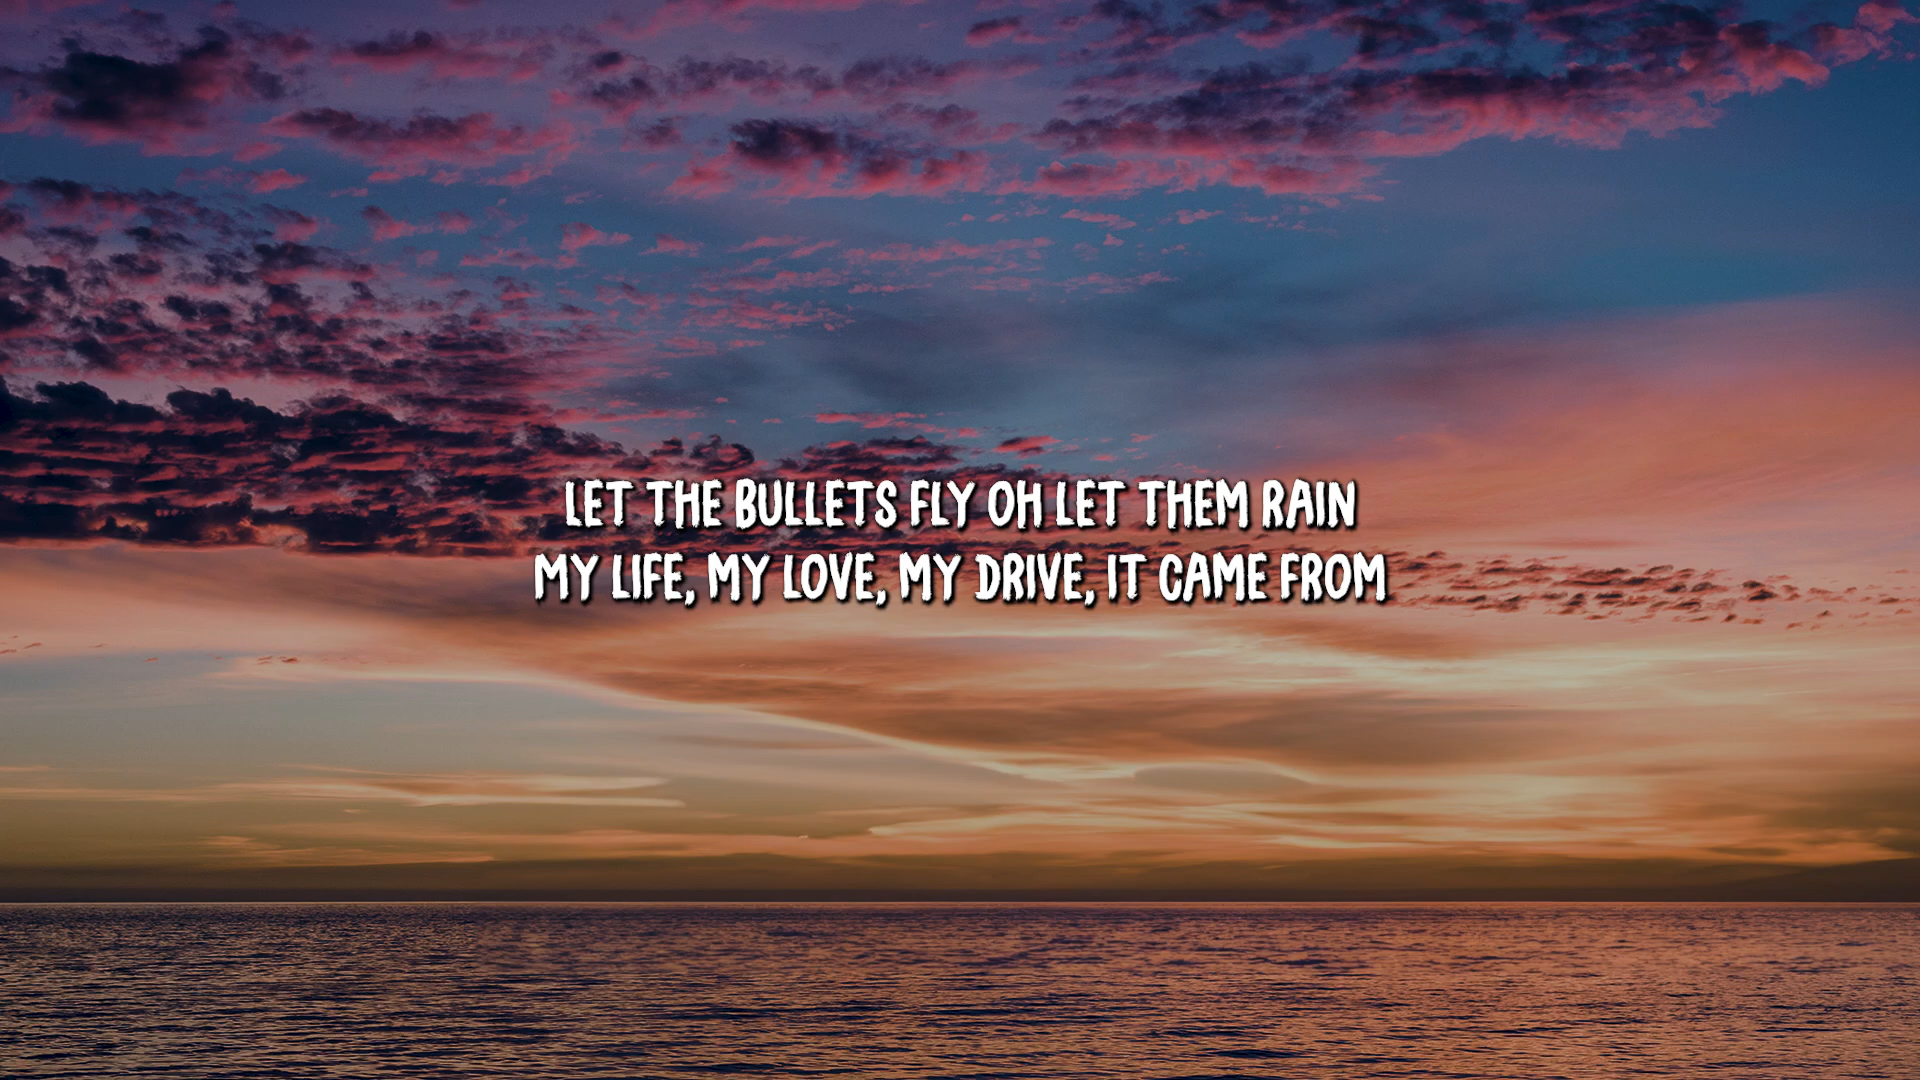 LET THE BULLETS FLY OH LET THEM RAIN
MY LIFE, MY LOVE, MY DRIVE, IT CAME FROM